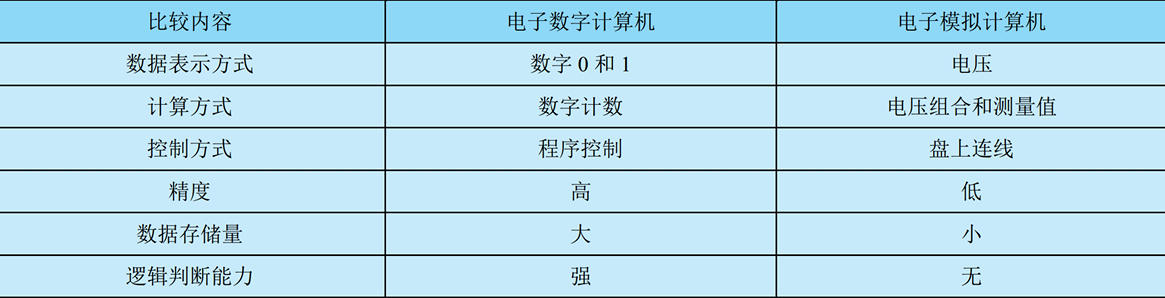 比较内容 电子数字计算机 电子模拟计算机
数据表示方式 数字 0 和 1 电压
计算方式 数字计数 电压组合和测量值
控制方式 程序控制 盘上连线
精度 高 低
数据存储量 大 小
逻辑判断能力 强 无